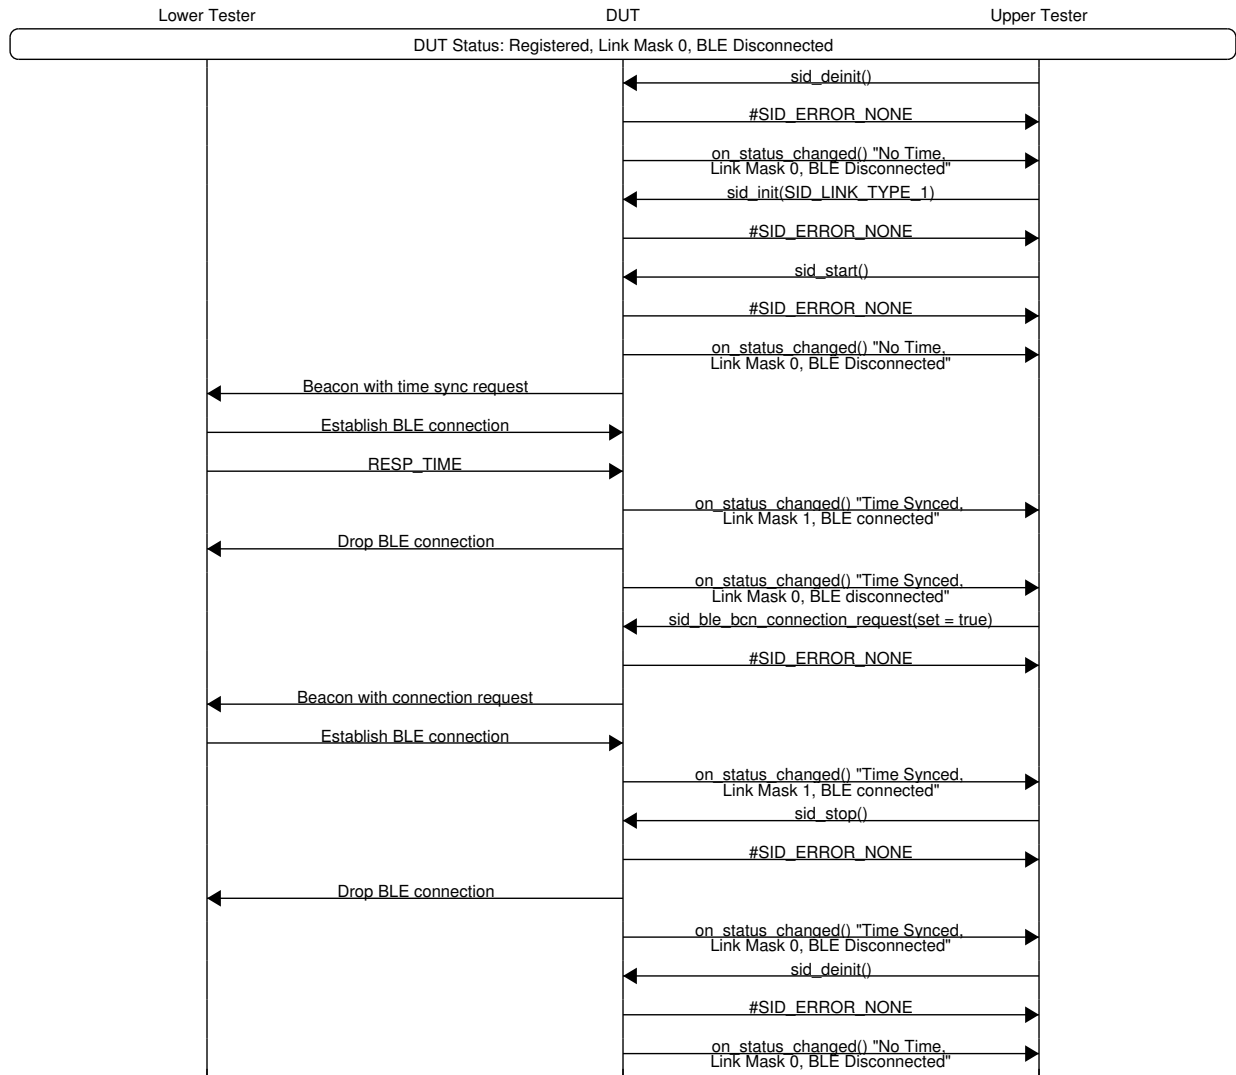 Lower Tester DUT Upper Tester
DUT Status: Registered, Link Mask 0, BLE Disconnected
sid_deinit()
#SID_ERROR_NONE
on_status_changed() "No Time,
Link Mask 0, BLE Disconnected"
sid_init(SID_LINK_TYPE_1)
#SID_ERROR_NONE
sid_start()
#SID_ERROR_NONE
on_status_changed() "No Time,
Link Mask 0, BLE Disconnected"
Beacon with time sync request
Establish BLE connection
RESP_TIME
on_status_changed() "Time Synced,
Link Mask 1, BLE connected"
Drop BLE connection
on_status_changed() "Time Synced,
Link Mask 0, BLE disconnected"
sid_ble_bcn_connection_request(set = true)
#SID_ERROR_NONE
Beacon with connection request
Establish BLE connection
on_status_changed() "Time Synced,
Link Mask 1, BLE connected"
sid_stop()
#SID_ERROR_NONE
Drop BLE connection
on_status_changed() "Time Synced,
Link Mask 0, BLE Disconnected"
sid_deinit()
#SID_ERROR_NONE
on_status_changed() "No Time,
Link Mask 0, BLE Disconnected"